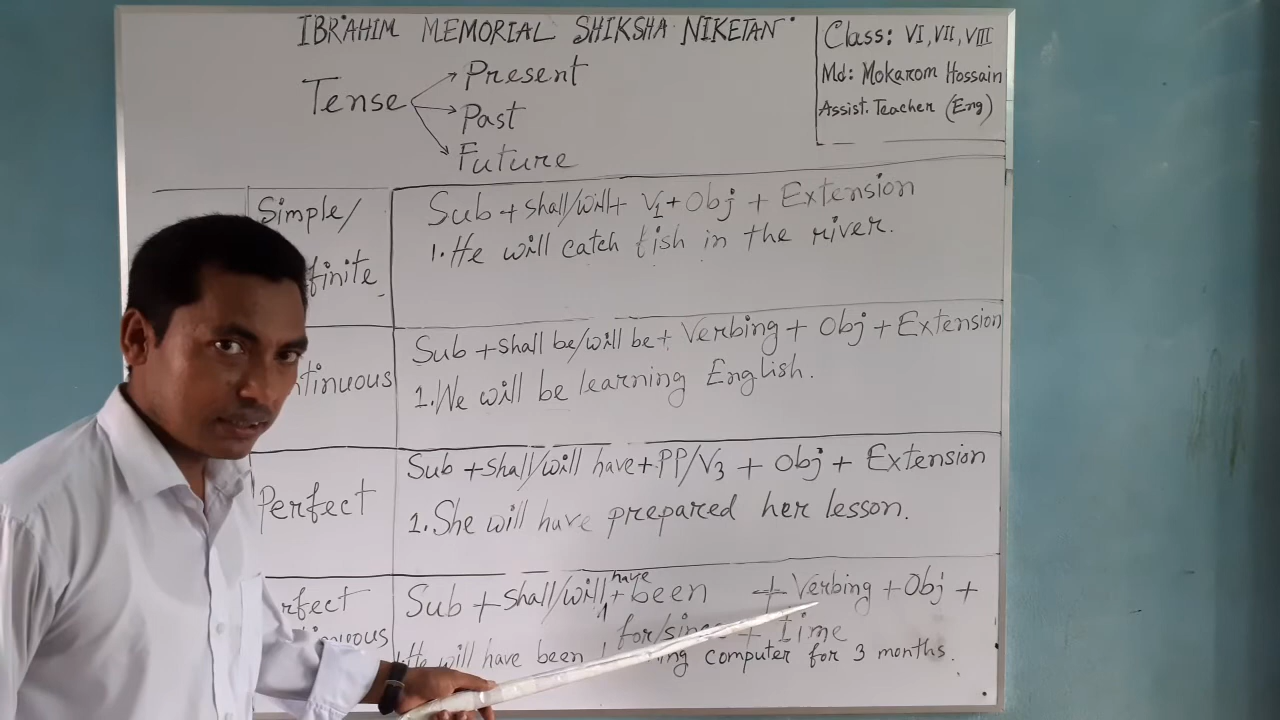 IBRAHIM MEMORIAL SHIKSHA NIKETAN
Class: VI, VII, VIII
Md: Mokarom Hossain
Assist. Teacher (Eng)
Tense
Present
Past
Future
Simple/
finite
Sub + shall/will + V1 + Obj + Extension
1. He will catch fish in the river.
tinuous
Sub + shall be/will be + Verbing + Obj + Extension
1. We will be learning English.
Perfect
Sub + shall/will have + PP/V3 + Obj + Extension
1. She will have prepared her lesson.
rfect
inuous
Sub + shall/will have + been + Verbing + Obj +
for/since + time
He will have been ning computer for 3 months.